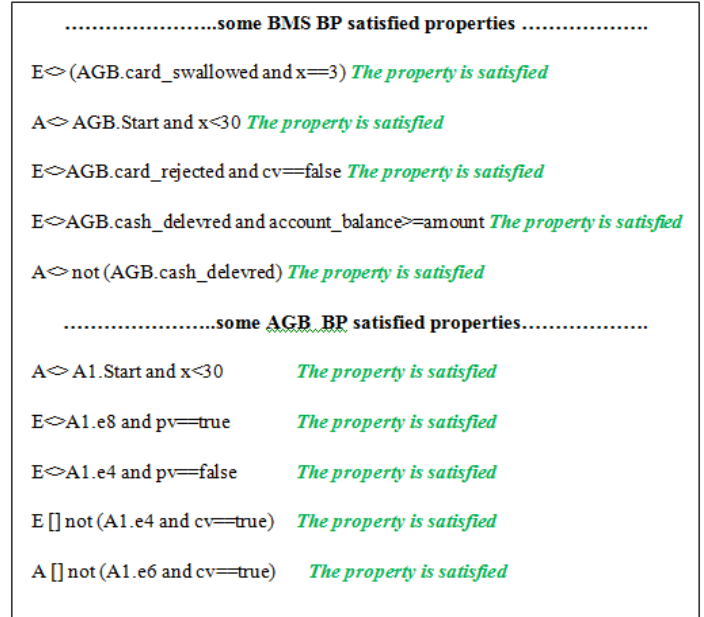 …………………..some BMS BP satisfied properties ……………….
E<> (AGB.card_swallowed and x==3) The property is satisfied
A<> AGB.Start and x<30 The property is satisfied
E<>AGB.card_rejected and cv==false The property is satisfied
E<>AGB.cash_delevred and account_balance>=amount The property is satisfied
A<> not (AGB.cash_delevred) The property is satisfied
…………………..some AGB BP satisfied properties……………….
A<> A1.Start and x<30 The property is satisfied
E<>A1.e8 and pv==true The property is satisfied
E<>A1.e4 and pv==false The property is satisfied
E [] not (A1.e4 and cv==true) The property is satisfied
A [] not (A1.e6 and cv==true) The property is satisfied